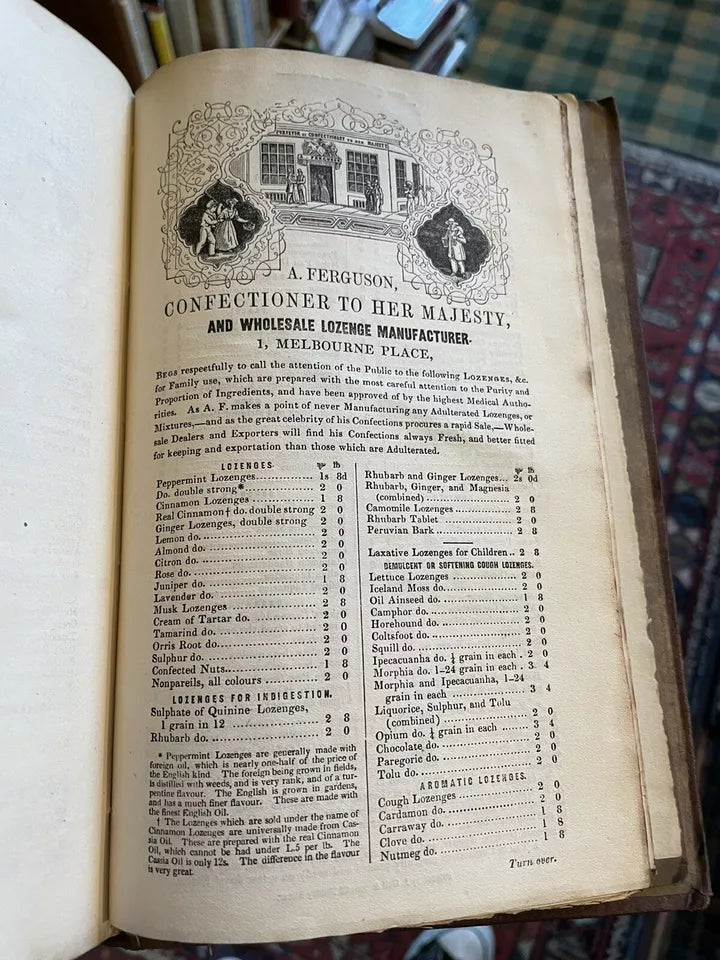 PURVEYOR OF CONFECTIONARY TO HER MAJESTY
A. FERGUSON,
CONFECTIONER TO HER MAJESTY,
AND WHOLESALE LOZENGE MANUFACTURER.
1, MELBOURNE PLACE,
BEGS respectfully to call the attention of the Public to the following LOZENGES, &c.
for Family use, which are prepared with the most careful attention to the Purity and
Proportion of Ingredients, and have been approved of by the highest Medical Autho-
rities. As A. F. makes a point of never Manufacturing any Adulterated Lozenges, or
Mixtures,—and as the great celebrity of his Confections procures a rapid Sale,—Whole-
sale Dealers and Exporters will find his Confections always Fresh, and better fitted
for keeping and exportation than those which are Adulterated.
LOZENGES. ℔ lb
Peppermint Lozenges............ 1s 8d
Do. double strong*............... 2 0
Cinnamon Lozenges ............ 1 8
Real Cinnamon† do. double strong 2 0
Ginger Lozenges, double strong 2 0
Lemon do. ........................ 2 0
Almond do. ........................ 2 0
Citron do. ........................ 2 0
Rose do. ........................ 2 0
Juniper do. ........................ 1 8
Lavender do. ........................ 2 0
Musk Lozenges ........................ 2 8
Cream of Tartar do. ............... 2 0
Tamarind do. ........................ 2 0
Orris Root do. ........................ 2 0
Sulphur do. ........................ 2 0
Confected Nuts ........................ 1 8
Nonpareils, all colours ............ 2 0
LOZENGES FOR INDIGESTION.
Sulphate of Quinine Lozenges,
1 grain in 12 .................. 2 8
Rhubarb do. ........................ 2 0
* Peppermint Lozenges are generally made with
foreign oil, which is nearly one-half of the price of
the English kind The foreign being grown in fields,
is distilled with weeds, and is very rank, and of a tur-
pentine flavour. The English is grown in gardens,
and has a much finer flavour. These are made with
the finest English Oil.
† The Lozenges which are sold under the name of
Cinnamon Lozenges are universally made from Cas-
sia Oil. These are prepared with the real Cinnamon
Oil, which cannot be had under L.5 per lb. The
Cassia Oil is only 12s. The difference in the flavour
is very great.
℔ lb
Rhubarb and Ginger Lozenges... 2s 0d
Rhubarb, Ginger, and Magnesia
(combined) ........................ 2 0
Camomile Lozenges ............... 2 8
Rhubarb Tablet .................. 2 0
Peruvian Bark ..................... 2 8
Laxative Lozenges for Children.. 2 8
DEMULCENT OR SOFTENING COUGH LOZENGES.
Lettuce Lozenges .................. 2 0
Iceland Moss do. .................. 2 0
Oil Ainseed do. ..................... 1 8
Camphor do. ........................ 2 0
Horehound do. ..................... 2 0
Coltsfoot do. ........................ 2 0
Squill do. ........................ 2 0
Ipecacuanha do. ¼ grain in each . 2 0
Morphia do. 1–24 grain in each . 3 4
Morphia and Ipecacuanha, 1–24
grain in each .................. 3 4
Liquorice, Sulphur, and Tolu
(combined) ........................ 2 0
Opium do. ¼ grain in each ...... 3 4
Chocolate do. ........................ 2 0
Paregoric do. ........................ 2 0
Tolu do. ........................ 2 0
AROMATIC LOZENGES.
Cough Lozenges .................. 2 0
Cardamon do. ..................... 2 0
Carraway do. ........................ 1 8
Clove do. ........................ 1 8
Nutmeg do. ........................ 1 8
Turn over.